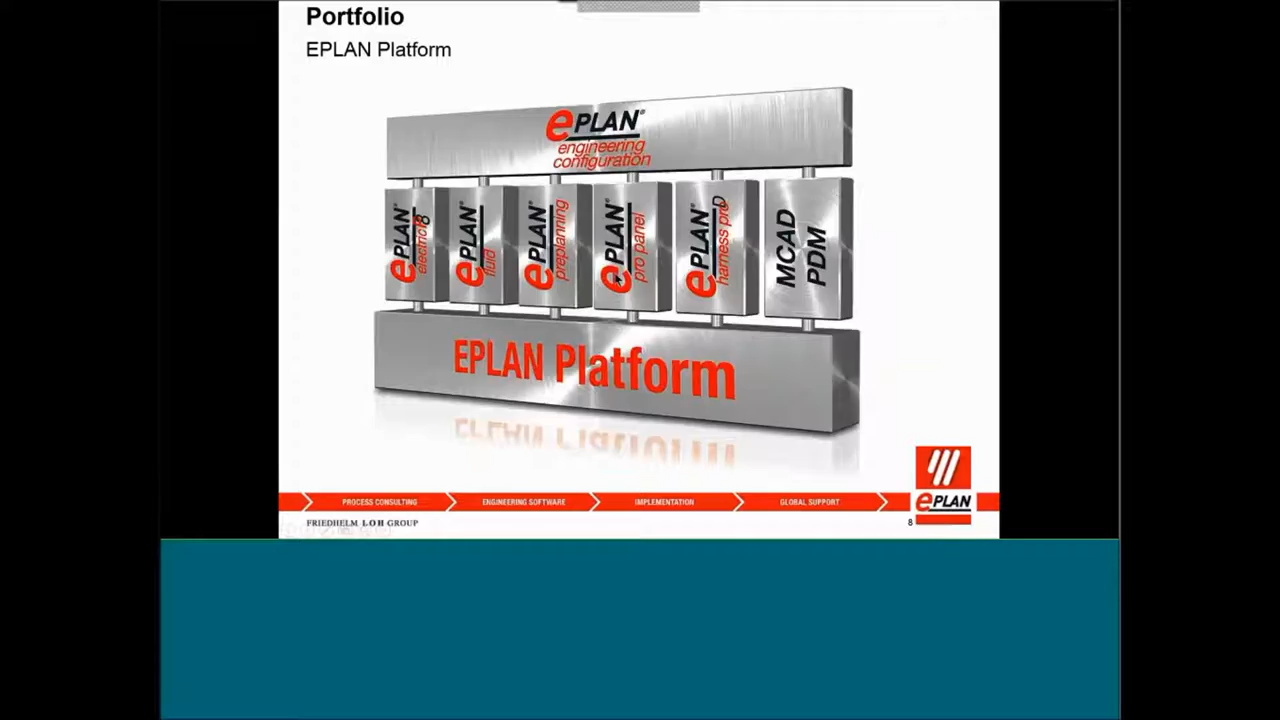 Portfolio
EPLAN Platform
ePLAN®
engineering
configuration
ePLAN®
electric P8
ePLAN®
fluid
ePLAN®
preplanning
ePLAN®
pro panel
ePLAN®
harness proD
MCAD
PDM
EPLAN Platform
PROCESS CONSULTING
ENGINEERING SOFTWARE
IMPLEMENTATION
GLOBAL SUPPORT
ePLAN
FRIEDHELM LOH GROUP
8